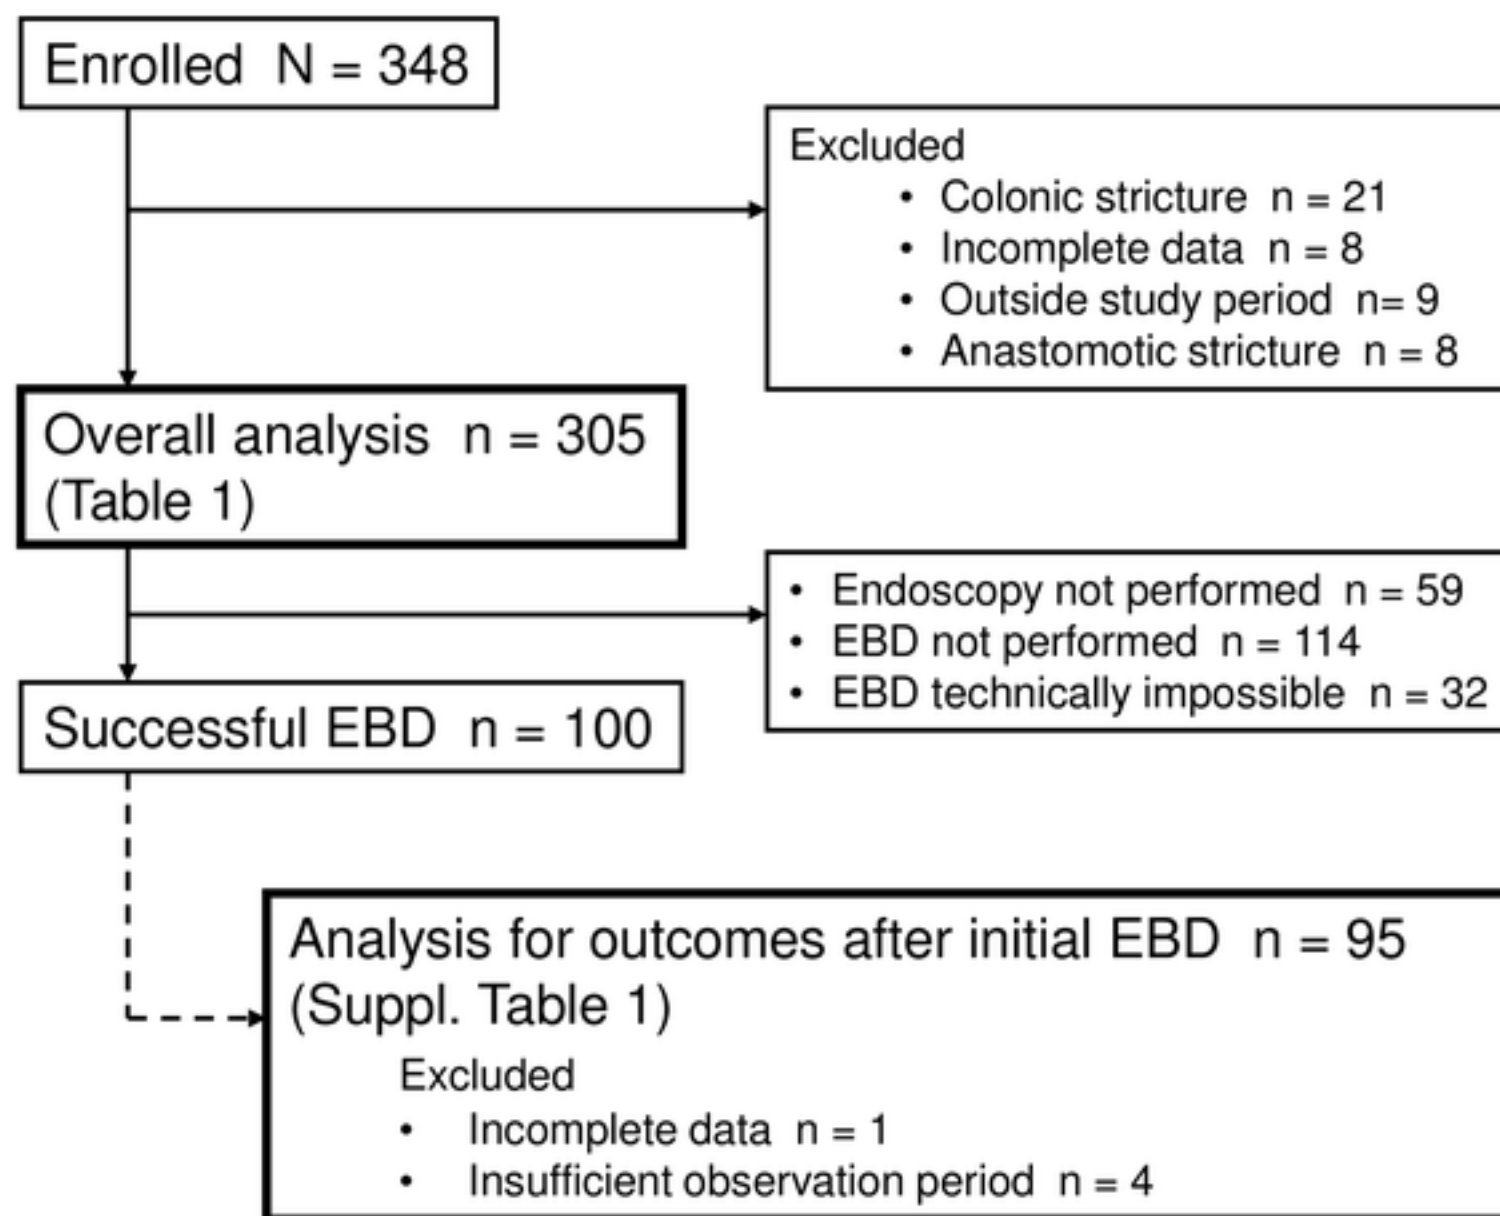 Enrolled N = 348
Excluded
• Colonic stricture n = 21
• Incomplete data n = 8
• Outside study period n= 9
• Anastomotic stricture n = 8
Overall analysis n = 305
(Table 1)
• Endoscopy not performed n = 59
• EBD not performed n = 114
• EBD technically impossible n = 32
Successful EBD n = 100
Analysis for outcomes after initial EBD n = 95
(Suppl. Table 1)
Excluded
• Incomplete data n = 1
• Insufficient observation period n = 4